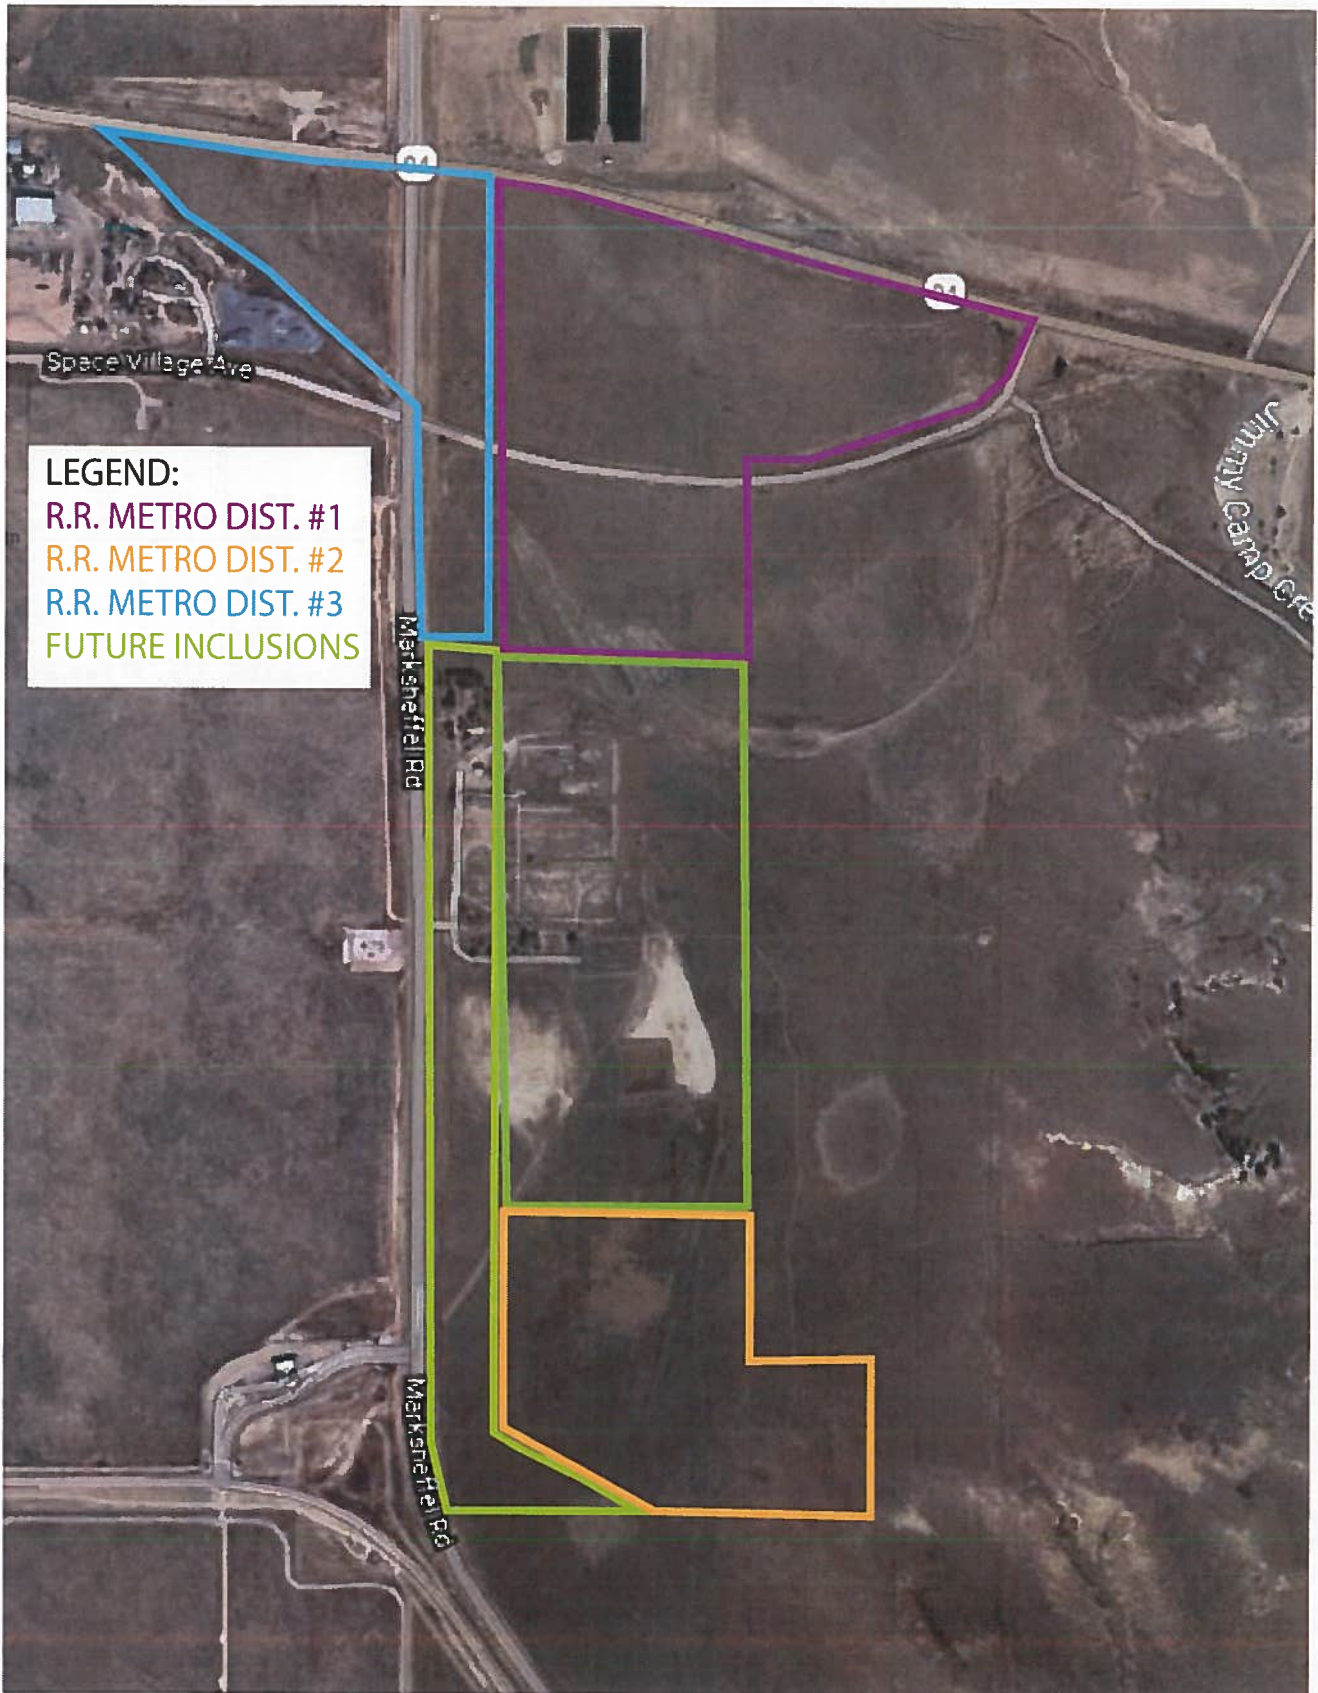 Space Village Ave
LEGEND:
R.R. METRO DIST. #1
R.R. METRO DIST. #2
R.R. METRO DIST. #3
FUTURE INCLUSIONS
Marksheffel Rd
Jimmy Camp Cre
Marksheffel Rd